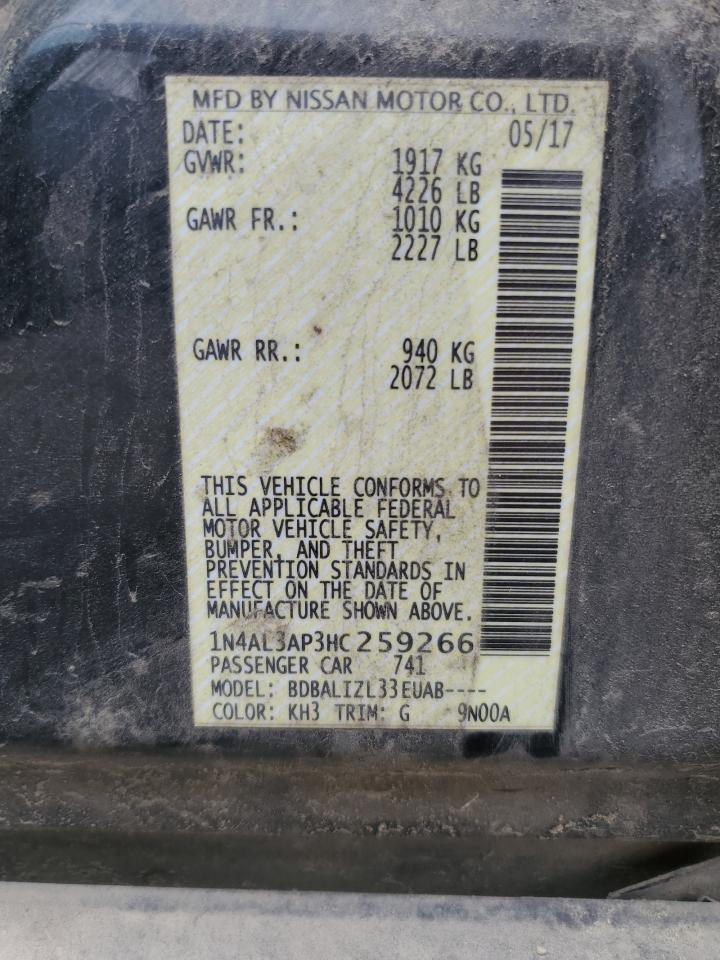 MFD BY NISSAN MOTOR CO., LTD.
DATE: 05/17
GVWR: 1917 KG
4226 LB
GAWR FR.: 1010 KG
2227 LB
GAWR RR.: 940 KG
2072 LB
THIS VEHICLE CONFORMS TO
ALL APPLICABLE FEDERAL
MOTOR VEHICLE SAFETY,
BUMPER, AND THEFT
PREVENTION STANDARDS IN
EFFECT ON THE DATE OF
MANUFACTURE SHOWN ABOVE.
1N4AL3AP3HC259266
PASSENGER CAR 741
MODEL: BDBALIZL33EUAB----
COLOR: KH3 TRIM: G 9N00A